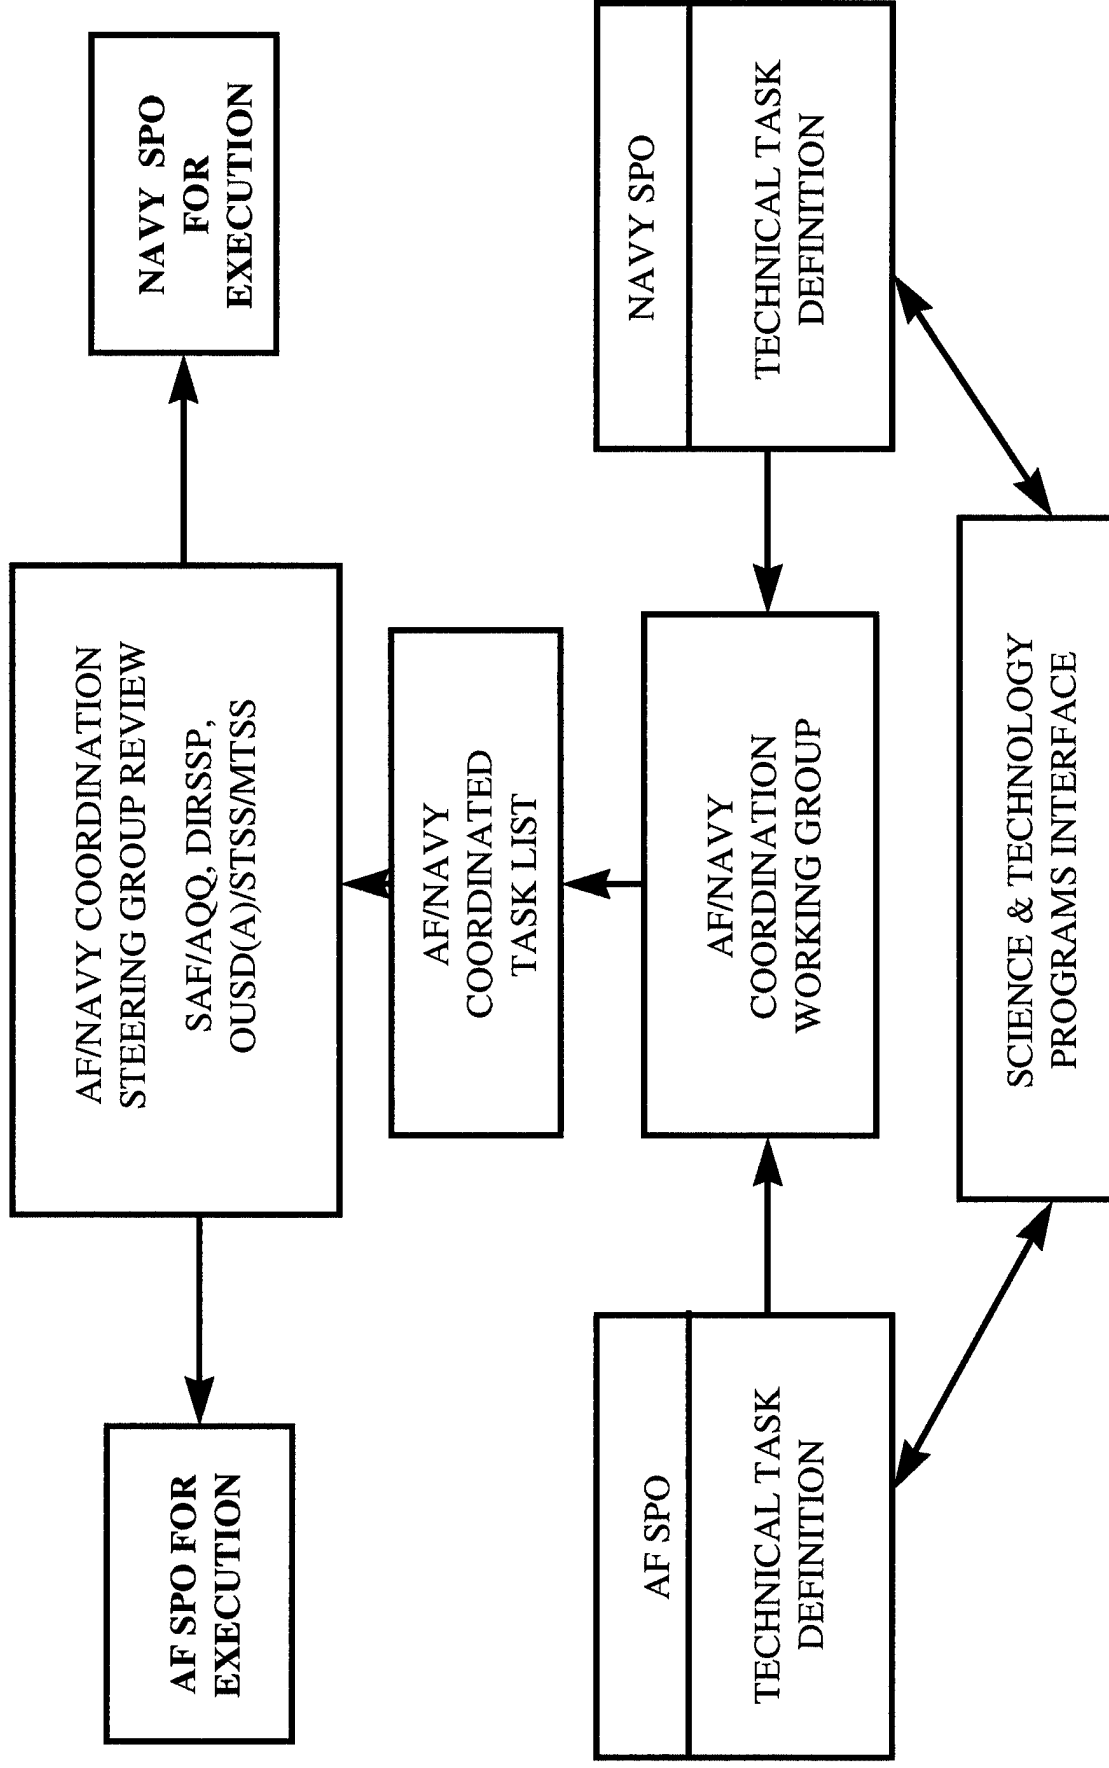 AF/NAVY COORDINATION
STEERING GROUP REVIEW
SAF/AQQ, DIRSSP,
OUSD(A)/STSS/MTSS
AF SPO FOR
EXECUTION
NAVY SPO
FOR
EXECUTION
AF/NAVY
COORDINATED
TASK LIST
AF SPO
TECHNICAL TASK
DEFINITION
AF/NAVY
COORDINATION
WORKING GROUP
NAVY SPO
TECHNICAL TASK
DEFINITION
SCIENCE & TECHNOLOGY
PROGRAMS INTERFACE